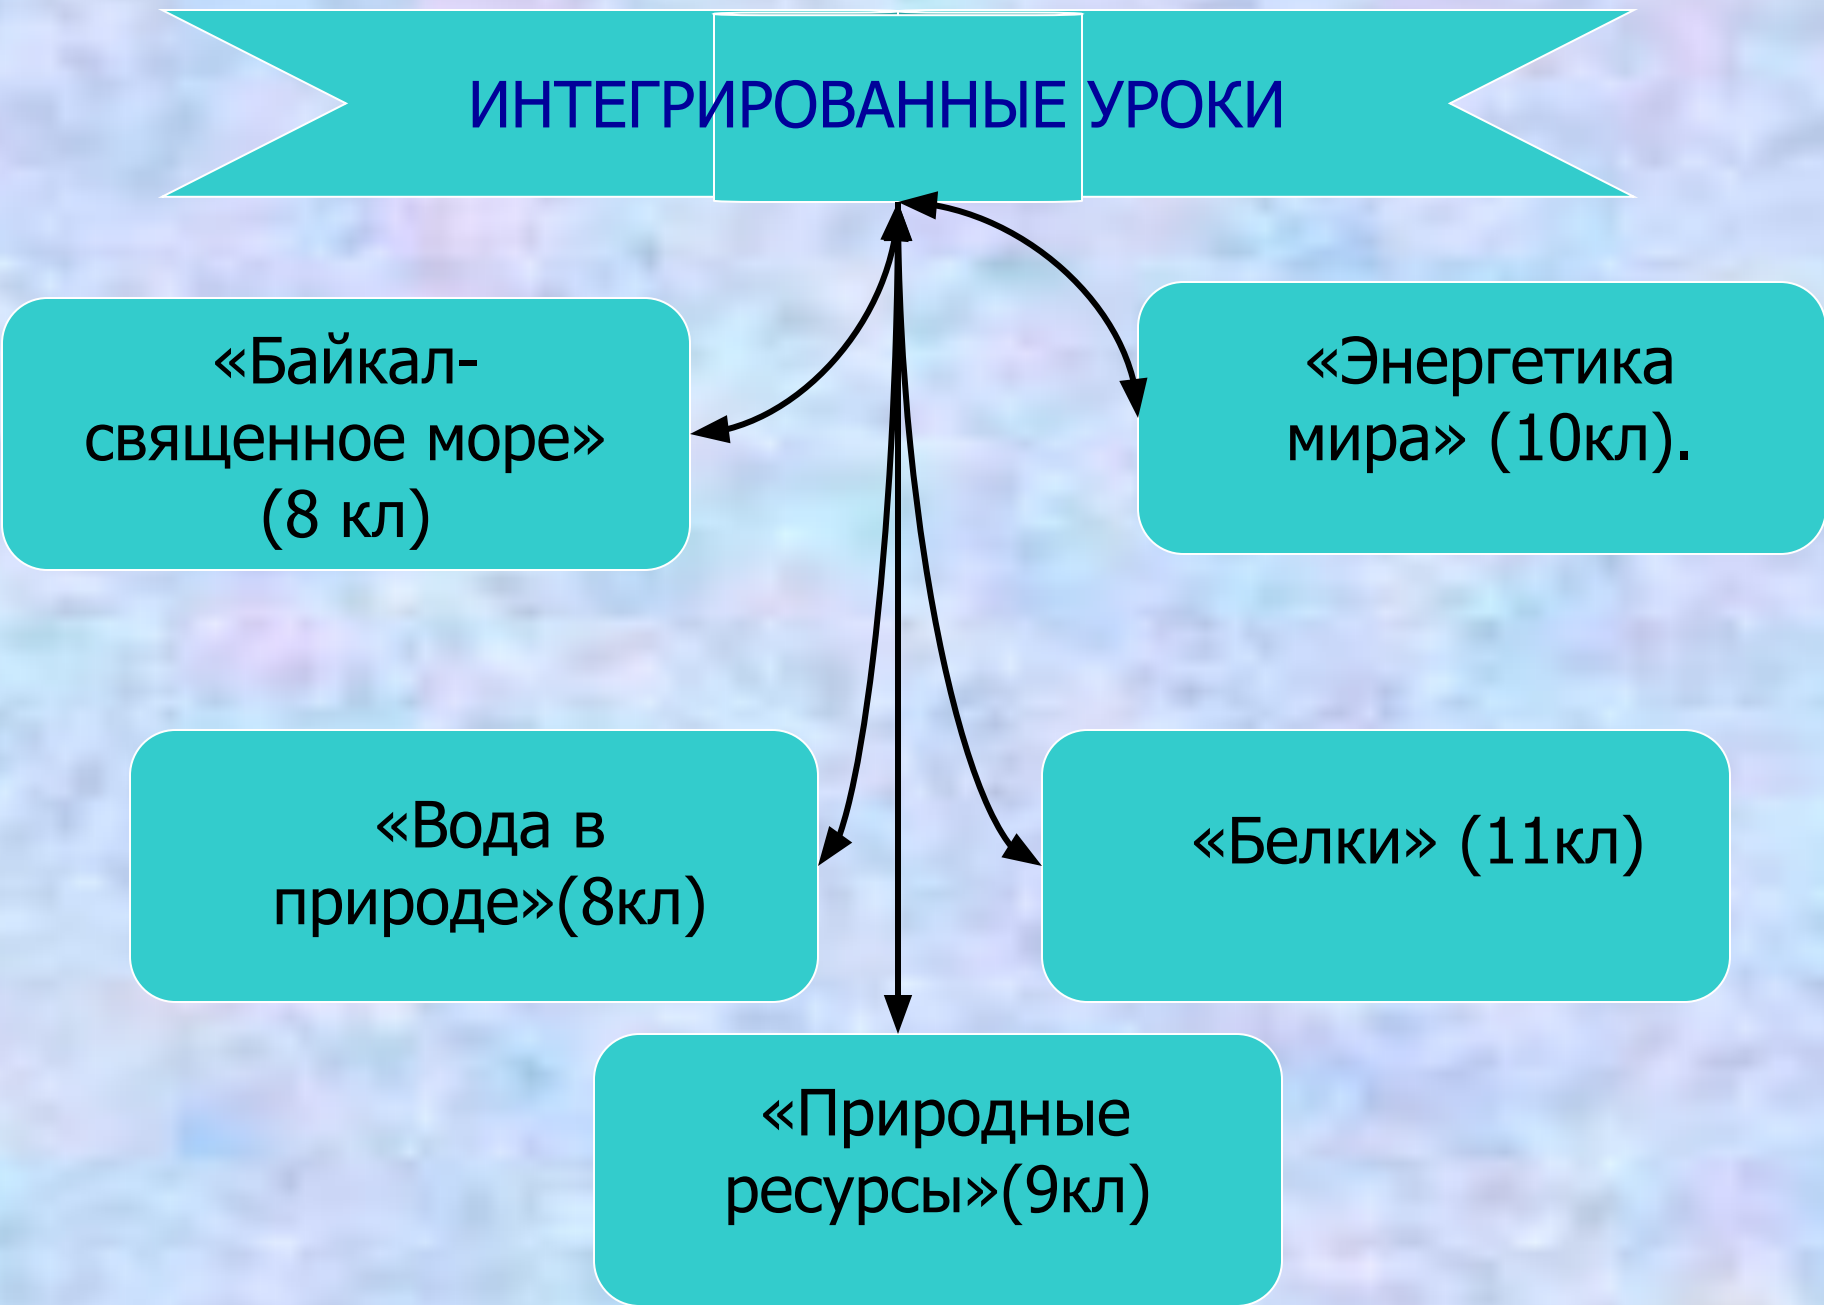 ИНТЕГРИРОВАННЫЕ УРОКИ
«Байкал-
священное море»
(8 кл)
«Энергетика
мира» (10кл).
«Вода в
природе»(8кл)
«Белки» (11кл)
«Природные
ресурсы»(9кл)